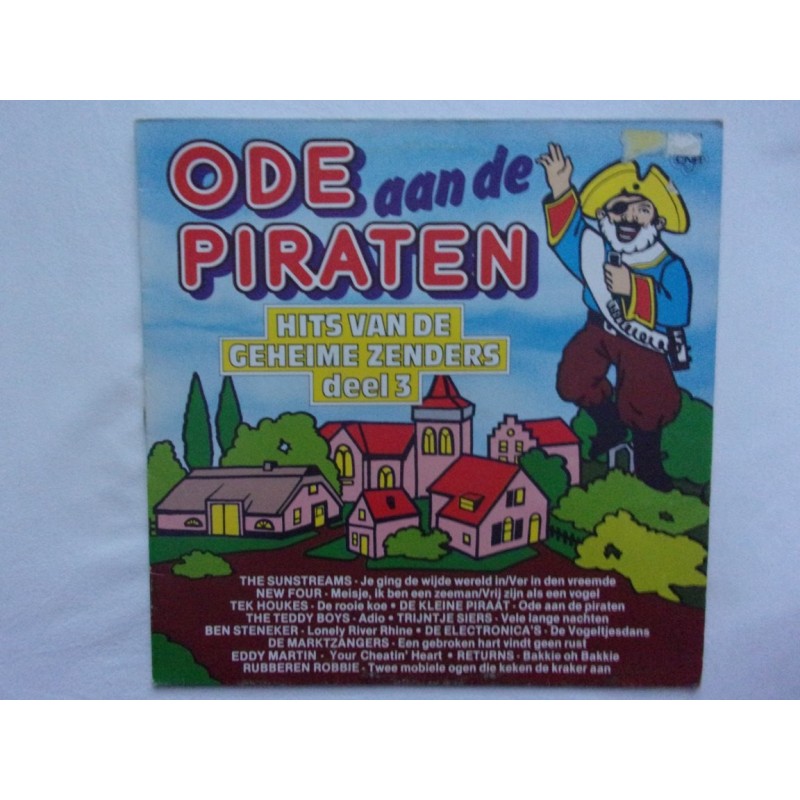 ODE aan de
PIRATEN
CNR
HITS VAN DE
GEHEIME ZENDERS
deel 3
THE SUNSTREAMS · Je ging de wijde wereld in/Ver in den vreemde
NEW FOUR · Meisje, ik ben een zeeman/Vrij zijn als een vogel
TEK HOUKES · De rooie koe • DE KLEINE PIRAAT · Ode aan de piraten
THE TEDDY BOYS · Adio • TRIJNTJE SIERS · Vele lange nachten
BEN STENEKER · Lonely River Rhine • DE ELECTRONICA'S · De Vogeltjesdans
DE MARKTZANGERS · Een gebroken hart vindt geen rust
EDDY MARTIN · Your Cheatin' Heart • RETURNS · Bakkie oh Bakkie
RUBBEREN ROBBIE · Twee mobiele ogen die keken de kraker aan